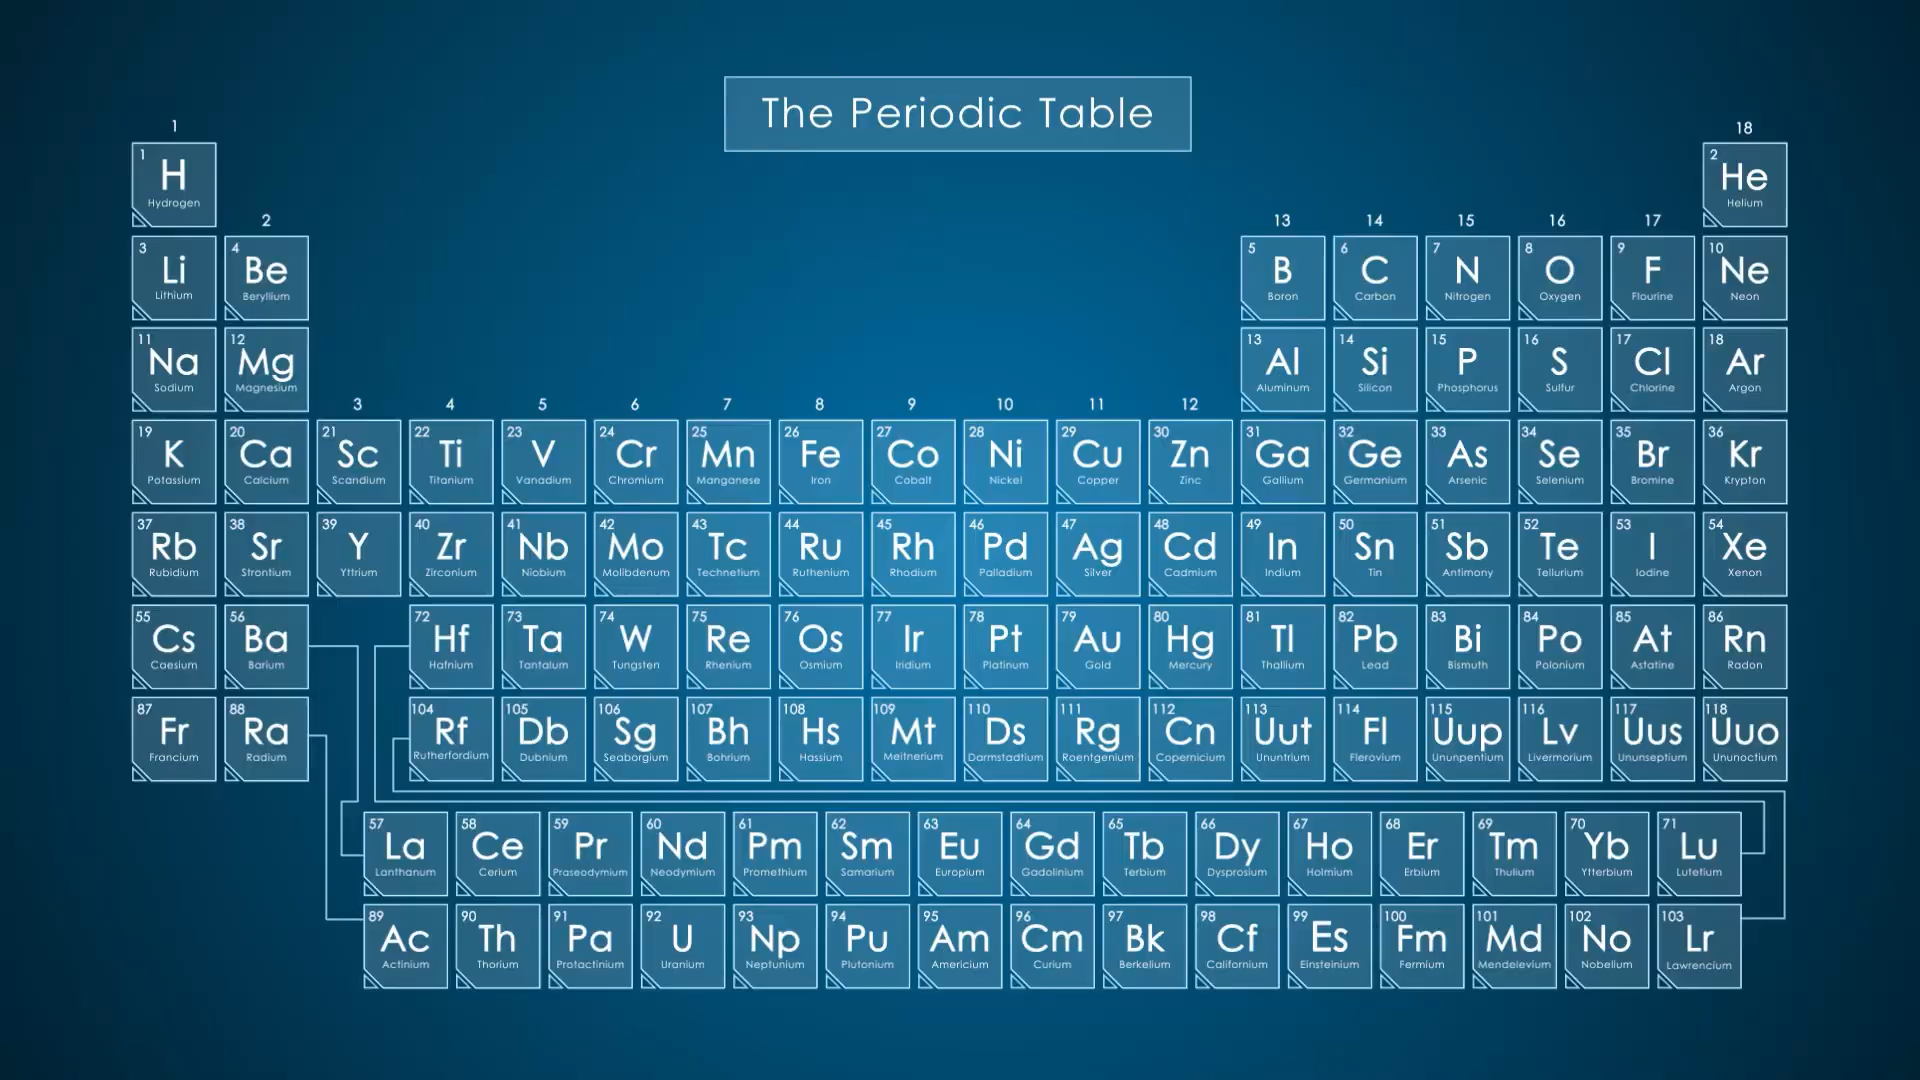 The Periodic Table
1
18
1
H
Hydrogen
2
He
Helium
2
13
14
15
16
17
3
Li
Lithium
4
Be
Beryllium
5
B
Boron
6
C
Carbon
7
N
Nitrogen
8
O
Oxygen
9
F
Flourine
10
Ne
Neon
11
Na
Sodium
12
Mg
Magnesium
13
Al
Aluminum
14
Si
Silicon
15
P
Phosphorus
16
S
Sulfur
17
Cl
Chlorine
18
Ar
Argon
3
4
5
6
7
8
9
10
11
12
19
K
Potassium
20
Ca
Calcium
21
Sc
Scandium
22
Ti
Titanium
23
V
Vanadium
24
Cr
Chromium
25
Mn
Manganese
26
Fe
Iron
27
Co
Cobalt
28
Ni
Nickel
29
Cu
Copper
30
Zn
Zinc
31
Ga
Gallium
32
Ge
Germanium
33
As
Arsenic
34
Se
Selenium
35
Br
Bromine
36
Kr
Krypton
37
Rb
Rubidium
38
Sr
Strontium
39
Y
Yttrium
40
Zr
Zirconium
41
Nb
Niobium
42
Mo
Molibdenum
43
Tc
Technetium
44
Ru
Ruthenium
45
Rh
Rhodium
46
Pd
Palladium
47
Ag
Silver
48
Cd
Cadmium
49
In
Indium
50
Sn
Tin
51
Sb
Antimony
52
Te
Tellurium
53
I
Iodine
54
Xe
Xenon
55
Cs
Caesium
56
Ba
Barium
72
Hf
Hafnium
73
Ta
Tantalum
74
W
Tungsten
75
Re
Rhenium
76
Os
Osmium
77
Ir
Iridium
78
Pt
Platinum
79
Au
Gold
80
Hg
Mercury
81
Tl
Thallium
82
Pb
Lead
83
Bi
Bismuth
84
Po
Polonium
85
At
Astatine
86
Rn
Radon
87
Fr
Francium
88
Ra
Radium
104
Rf
Rutherfordium
105
Db
Dubnium
106
Sg
Seaborgium
107
Bh
Bohrium
108
Hs
Hassium
109
Mt
Meitnerium
110
Ds
Darmstadtium
111
Rg
Roentgenium
112
Cn
Copernicium
113
Uut
Ununtrium
114
Fl
Flerovium
115
Uup
Ununpentium
116
Lv
Livermorium
117
Uus
Ununseptium
118
Uuo
Ununoctium
57
La
Lanthanum
58
Ce
Cerium
59
Pr
Praseodymium
60
Nd
Neodymium
61
Pm
Promethium
62
Sm
Samarium
63
Eu
Europium
64
Gd
Gadolinium
65
Tb
Terbium
66
Dy
Dysprosium
67
Ho
Holmium
68
Er
Erbium
69
Tm
Thulium
70
Yb
Ytterbium
71
Lu
Lutetium
89
Ac
Actinium
90
Th
Thorium
91
Pa
Protactinium
92
U
Uranium
93
Np
Neptunium
94
Pu
Plutonium
95
Am
Americium
96
Cm
Curium
97
Bk
Berkelium
98
Cf
Californium
99
Es
Einsteinium
100
Fm
Fermium
101
Md
Mendelevium
102
No
Nobelium
103
Lr
Lawrencium